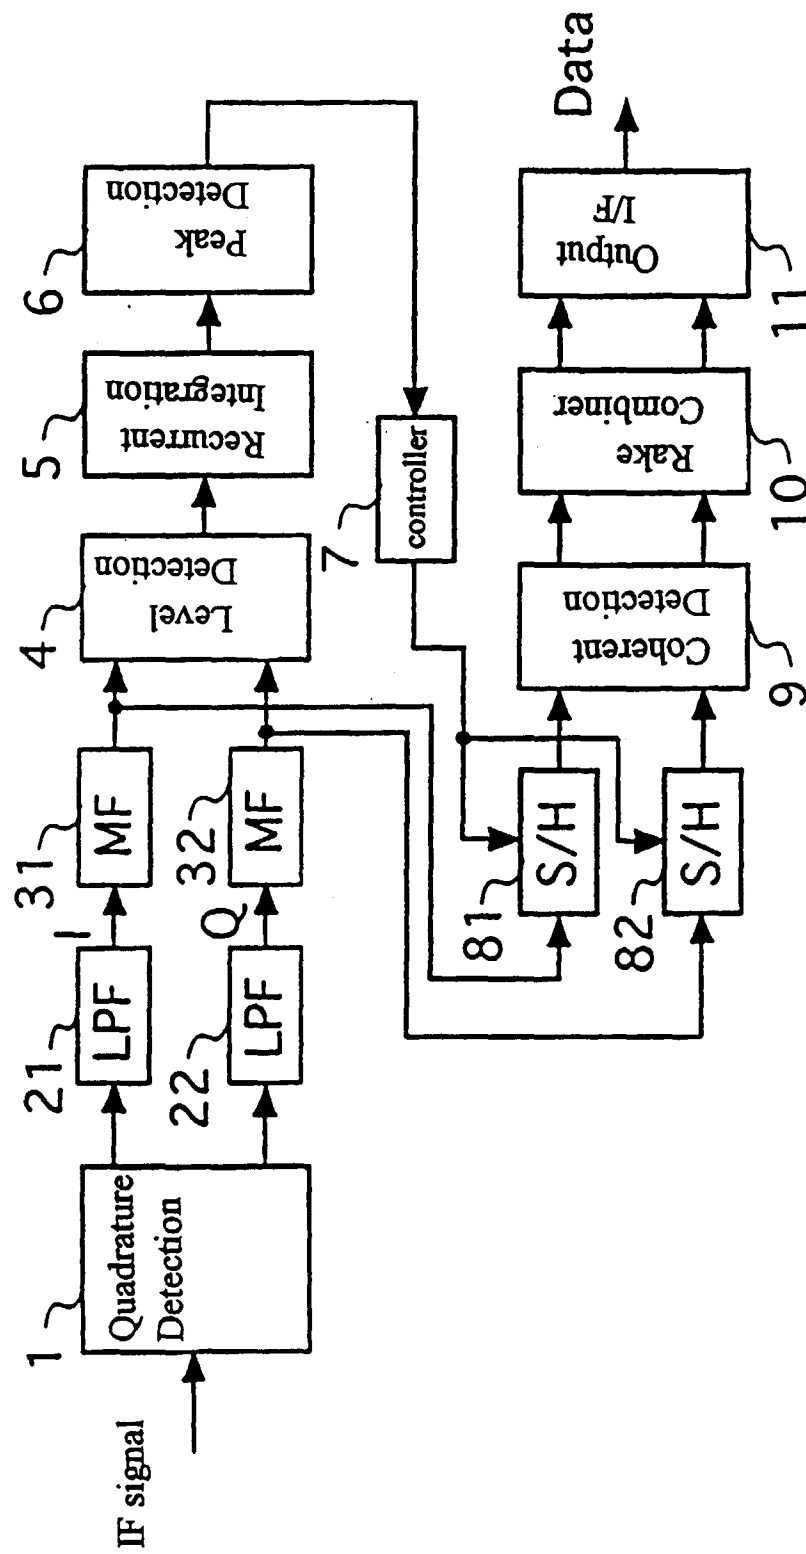 IF signal
1
Quadrature
Detection
21
LPF
I
31
MF
22
LPF
Q
32
MF
4
Level
Detection
5
Recurrent
Integration
6
Peak
Detection
7
controller
81
S/H
82
S/H
9
Coherent
Detection
10
Rake
Combiner
11
Output
I/F
Data